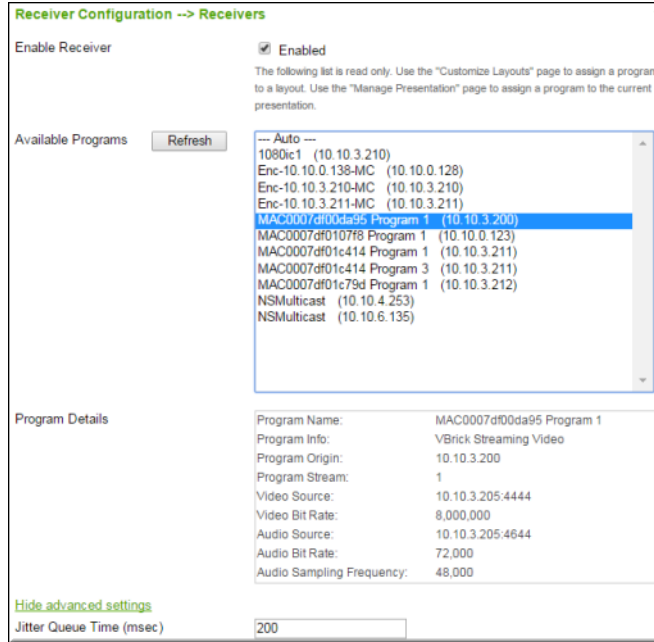 Receiver Configuration --> Receivers
Enable Receiver
Enabled
The following list is read only. Use the "Customize Layouts" page to assign a program
to a layout. Use the "Manage Presentation" page to assign a program to the current
presentation.
Available Programs
Refresh
--- Auto ---
1080ic1 (10.10.3.210)
Enc-10.10.0.138-MC (10.10.0.128)
Enc-10.10.3.210-MC (10.10.3.210)
Enc-10.10.3.211-MC (10.10.3.211)
MAC0007df00da95 Program 1 (10.10.3.200)
MAC0007df0107f8 Program 1 (10.10.0.123)
MAC0007df01c414 Program 1 (10.10.3.211)
MAC0007df01c414 Program 3 (10.10.3.211)
MAC0007df01c79d Program 1 (10.10.3.212)
NSMulticast (10.10.4.253)
NSMulticast (10.10.6.135)
Program Details
Program Name: MAC0007df00da95 Program 1
Program Info: VBrick Streaming Video
Program Origin: 10.10.3.200
Program Stream: 1
Video Source: 10.10.3.205:4444
Video Bit Rate: 8,000,000
Audio Source: 10.10.3.205:4644
Audio Bit Rate: 72,000
Audio Sampling Frequency: 48,000
Hide advanced settings
Jitter Queue Time (msec) 200